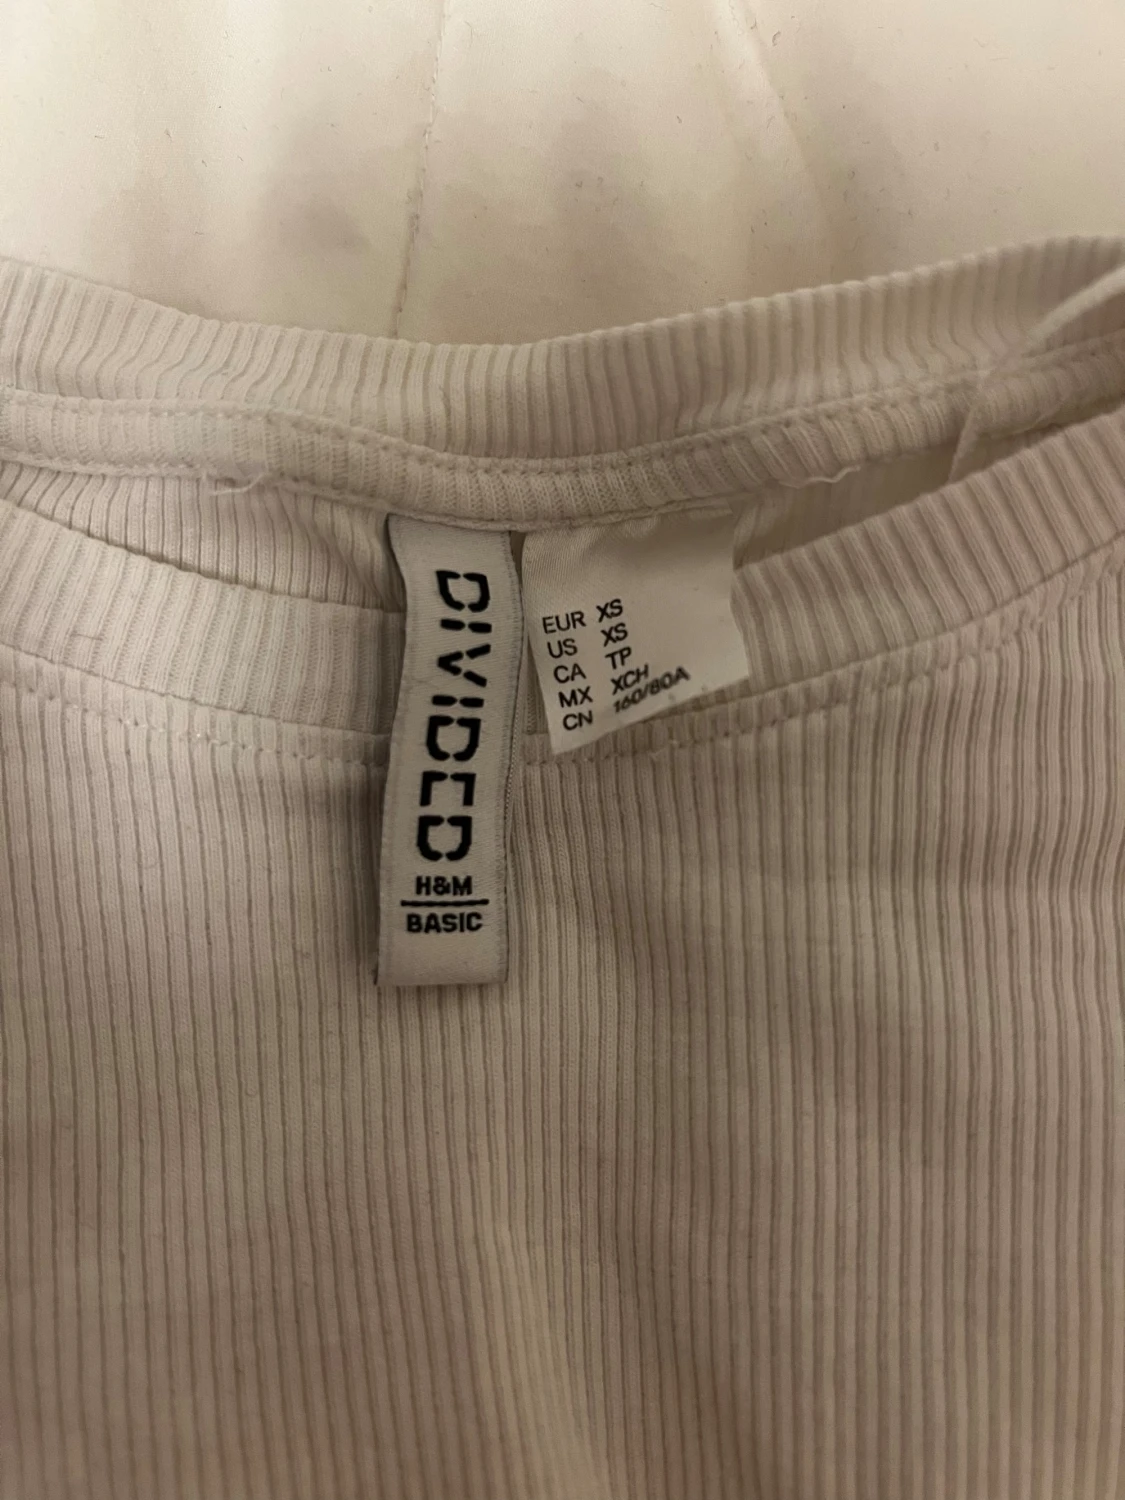 DIVIDED
H&M
BASIC
EUR XS
US XS
CA TP
MX XCH
CN 160/80A